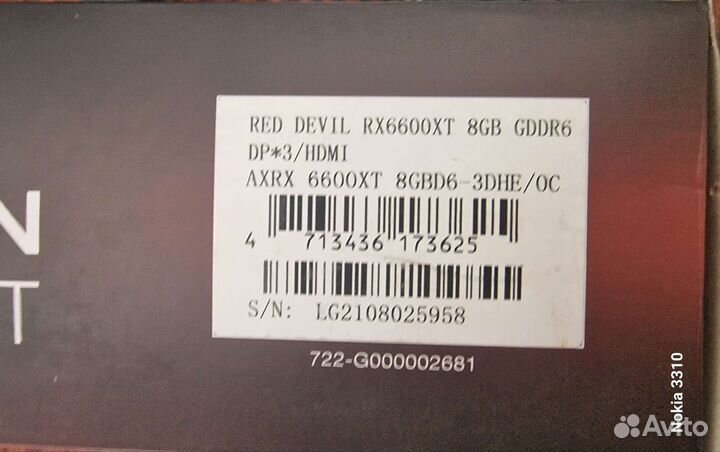 RED DEVIL RX6600XT 8GB GDDR6
DP*3/HDMI
AXRX 6600XT 8GBD6-3DHE/OC
4 713436 173625
S/N: LG2108025958
722-G000002681
N
T
Nokia 3310
Avito